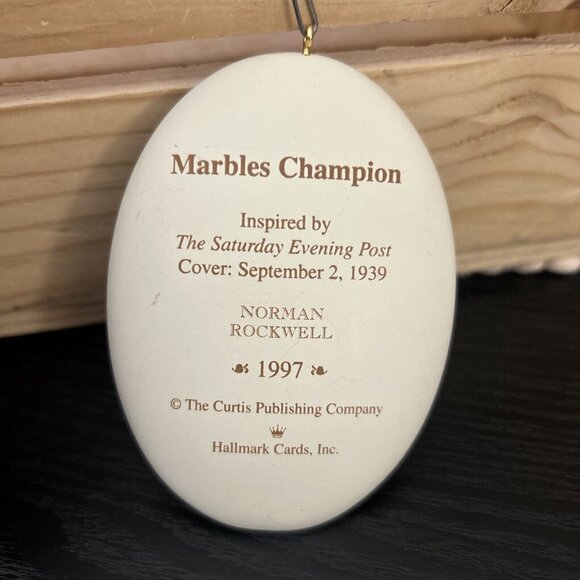 Marbles Champion
Inspired by
The Saturday Evening Post
Cover: September 2, 1939
NORMAN
ROCKWELL
1997
© The Curtis Publishing Company
Hallmark Cards, Inc.